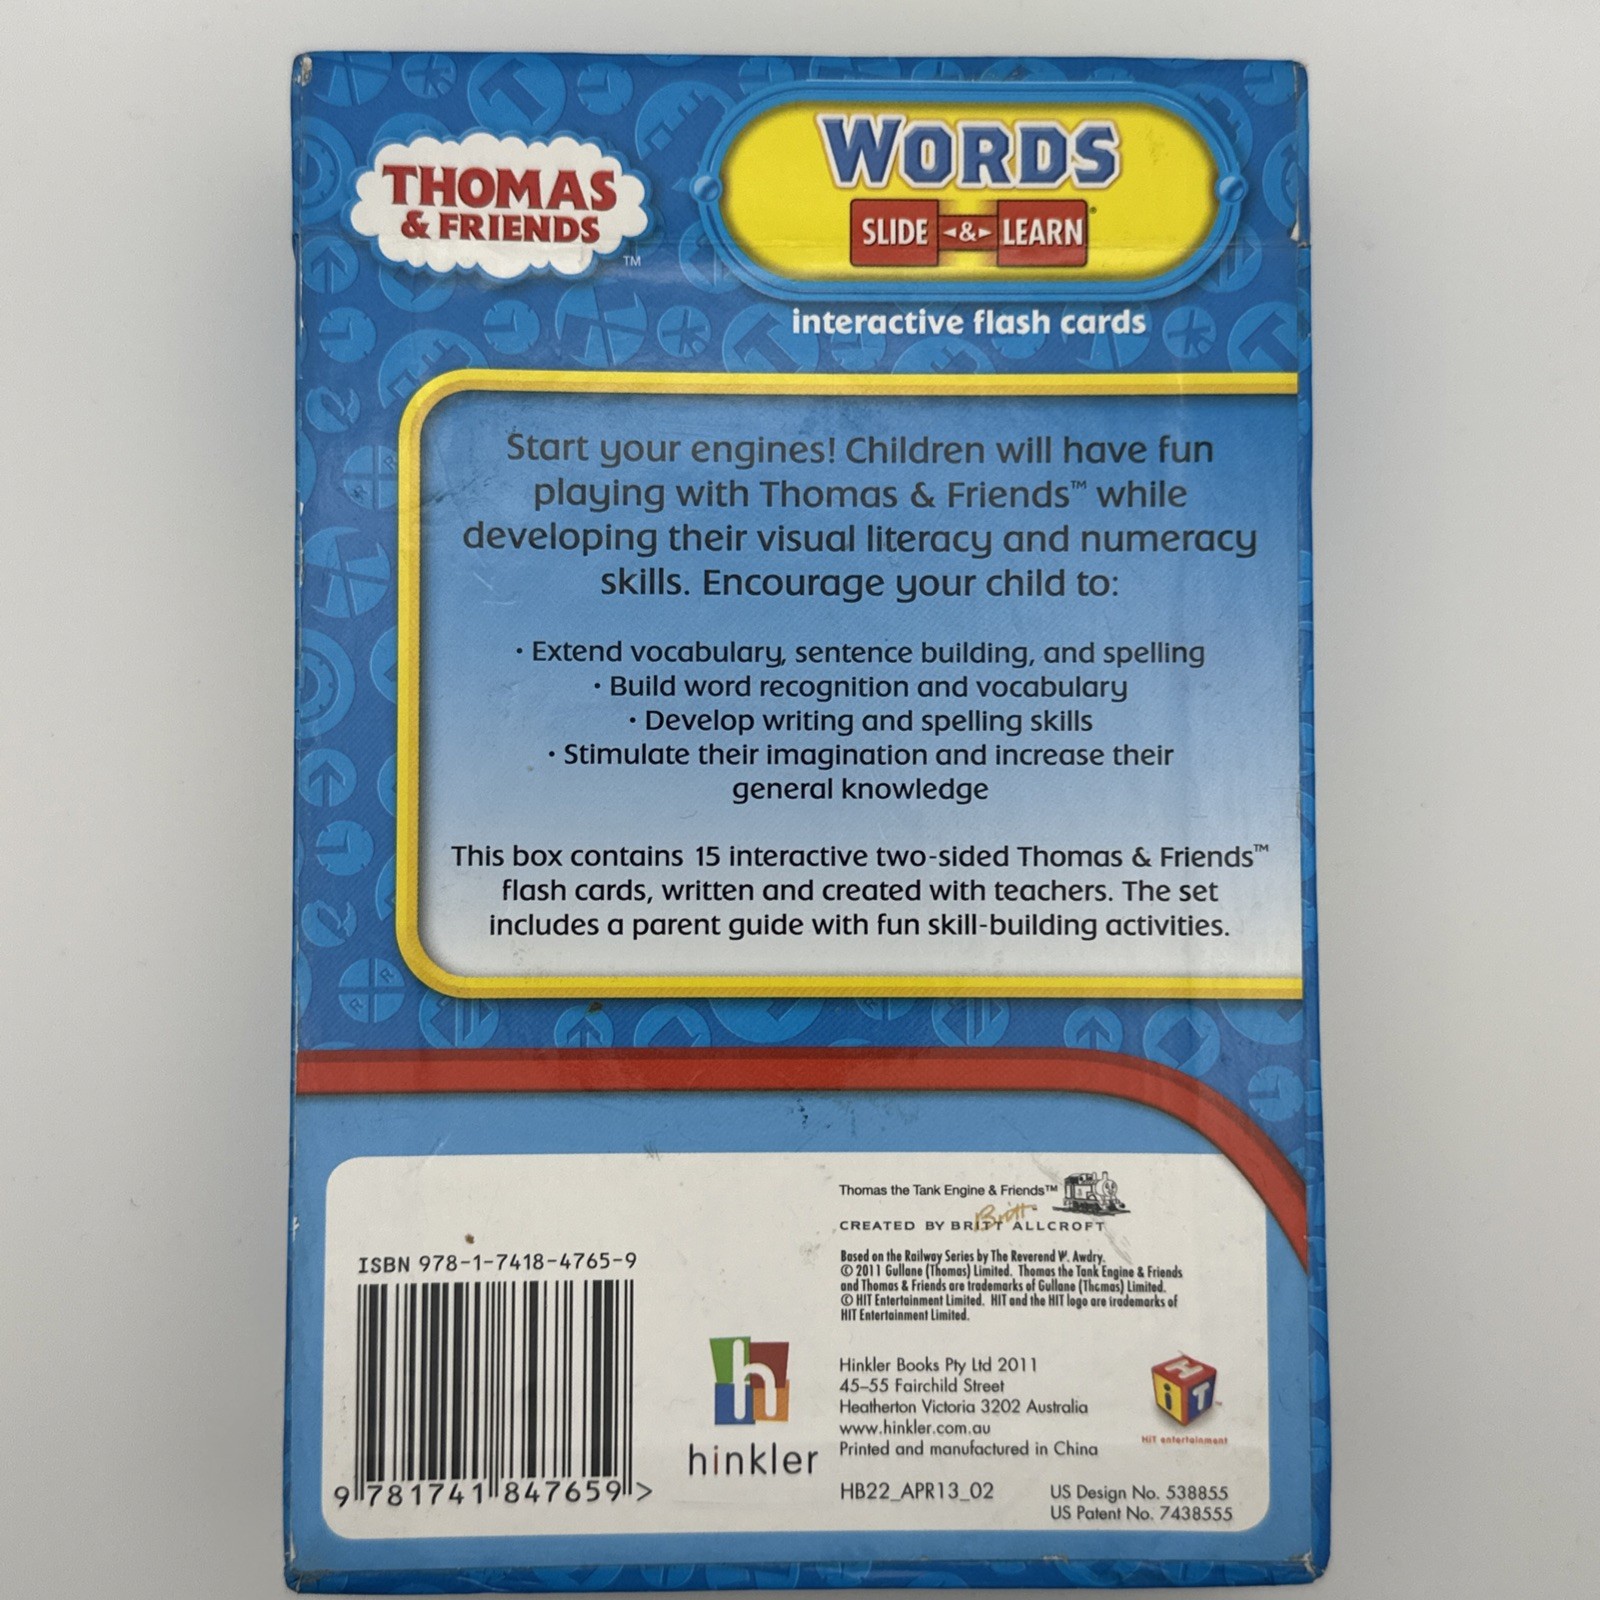 THOMAS
& FRIENDS
™
WORDS
SLIDE -&- LEARN®
interactive flash cards
Start your engines! Children will have fun
playing with Thomas & Friends™ while
developing their visual literacy and numeracy
skills. Encourage your child to:
• Extend vocabulary, sentence building, and spelling
• Build word recognition and vocabulary
• Develop writing and spelling skills
• Stimulate their imagination and increase their
general knowledge
This box contains 15 interactive two-sided Thomas & Friends™
flash cards, written and created with teachers. The set
includes a parent guide with fun skill-building activities.
Thomas the Tank Engine & Friends™
Britt
CREATED BY BRITT ALLCROFT
Based on the Railway Series by The Reverend W. Awdry.
© 2011 Gullane (Thomas) Limited. Thomas the Tank Engine & Friends
and Thomas & Friends are trademarks of Gullane (Thomas) Limited.
© HIT Entertainment Limited. HIT and the HIT logo are trademarks of
HIT Entertainment Limited.
ISBN 978-1-7418-4765-9
9 781741 847659 >
h
hinkler
Hinkler Books Pty Ltd 2011
45–55 Fairchild Street
Heatherton Victoria 3202 Australia
www.hinkler.com.au
Printed and manufactured in China
HiT
HiT entertainment
HB22_APR13_02
US Design No. 538855
US Patent No. 7438555